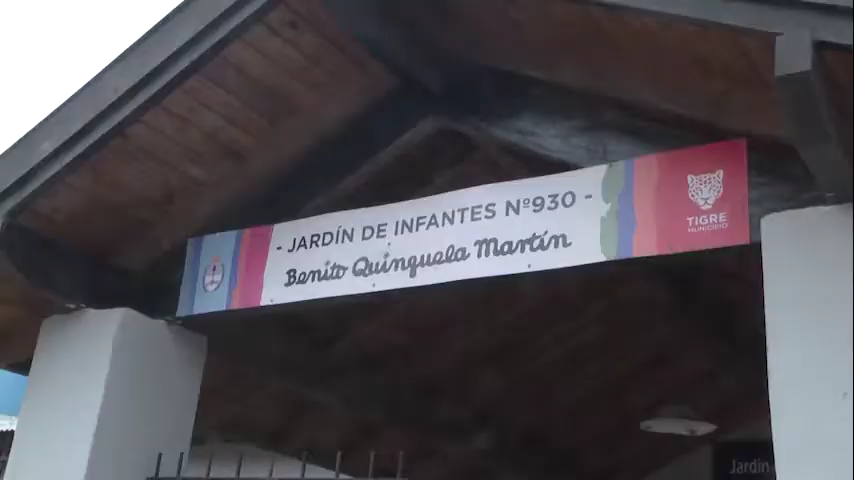 - JARDÍN DE INFANTES Nº930 -
Benito Quinquela Martín
TIGRE
MUNICIPIO
Jardín